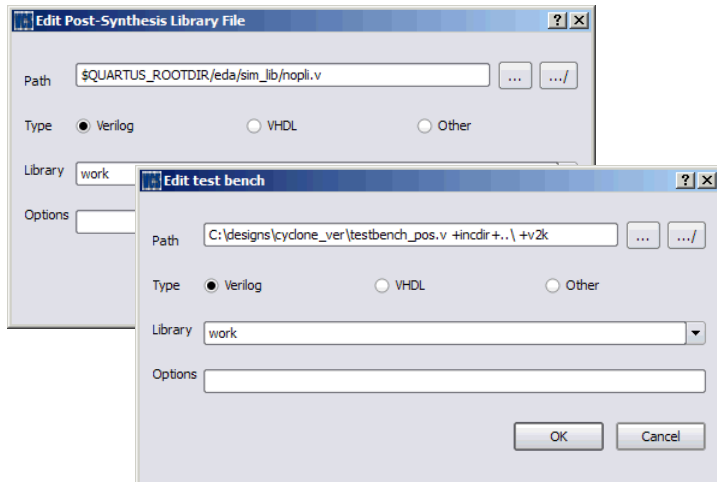 Edit Post-Synthesis Library File
Path $QUARTUS_ROOTDIR/eda/sim_lib/nopli.v ... .../
Type Verilog VHDL Other
Library work
Options
Edit test bench
Path C:\designs\cyclone_ver\testbench_pos.v +incdir+..\ +v2k ... .../
Type Verilog VHDL Other
Library work
Options
OK Cancel